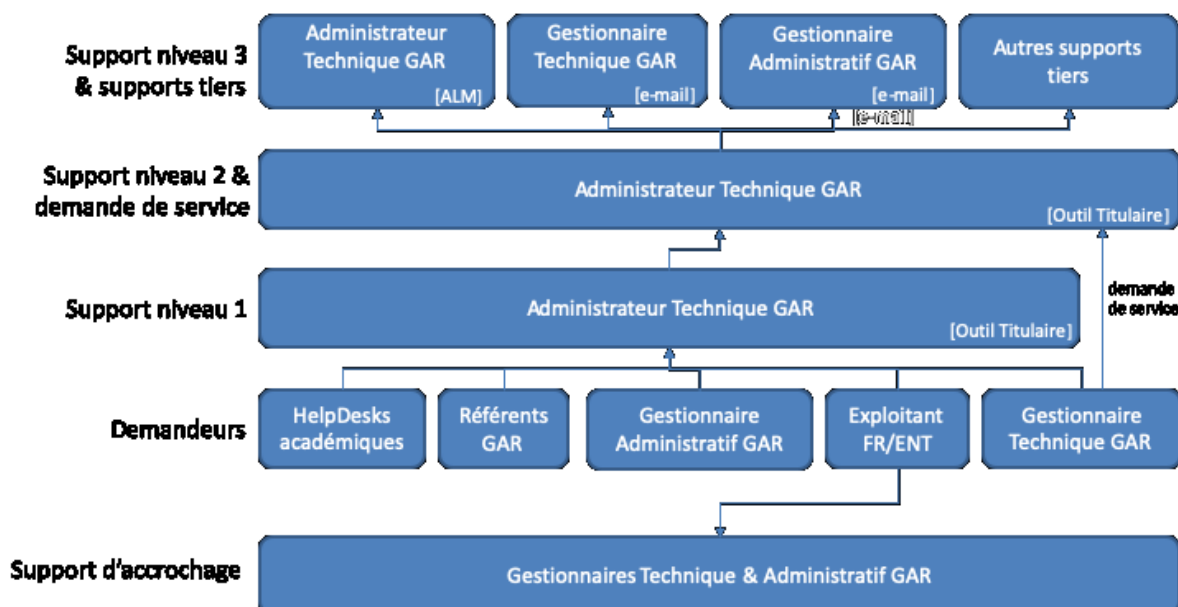 Support niveau 3
& supports tiers
Administrateur
Technique GAR
[ALM]
Gestionnaire
Technique GAR
[e-mail]
Gestionnaire
Administratif GAR
[e-mail]
[e-mail]
Autres supports
tiers
Support niveau 2 &
demande de service
Administrateur Technique GAR
[Outil Titulaire]
Support niveau 1
Administrateur Technique GAR
[Outil Titulaire]
demande
de service
Demandeurs
HelpDesks
académiques
Référents
GAR
Gestionnaire
Administratif GAR
Exploitant
FR/ENT
Gestionnaire
Technique GAR
Support d'accrochage
Gestionnaires Technique & Administratif GAR